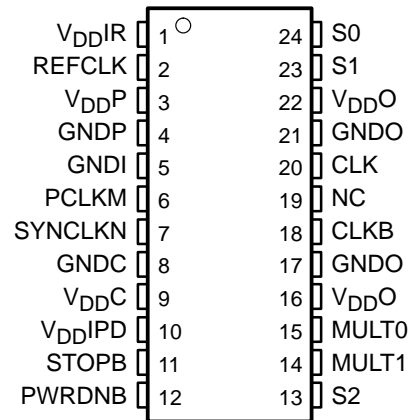 VDDIR 1 24 S0
REFCLK 2 23 S1
VDDP 3 22 VDDO
GNDP 4 21 GNDO
GNDI 5 20 CLK
PCLKM 6 19 NC
SYNCLKN 7 18 CLKB
GNDC 8 17 GNDO
VDDC 9 16 VDDO
VDDIPD 10 15 MULT0
STOPB 11 14 MULT1
PWRDNB 12 13 S2